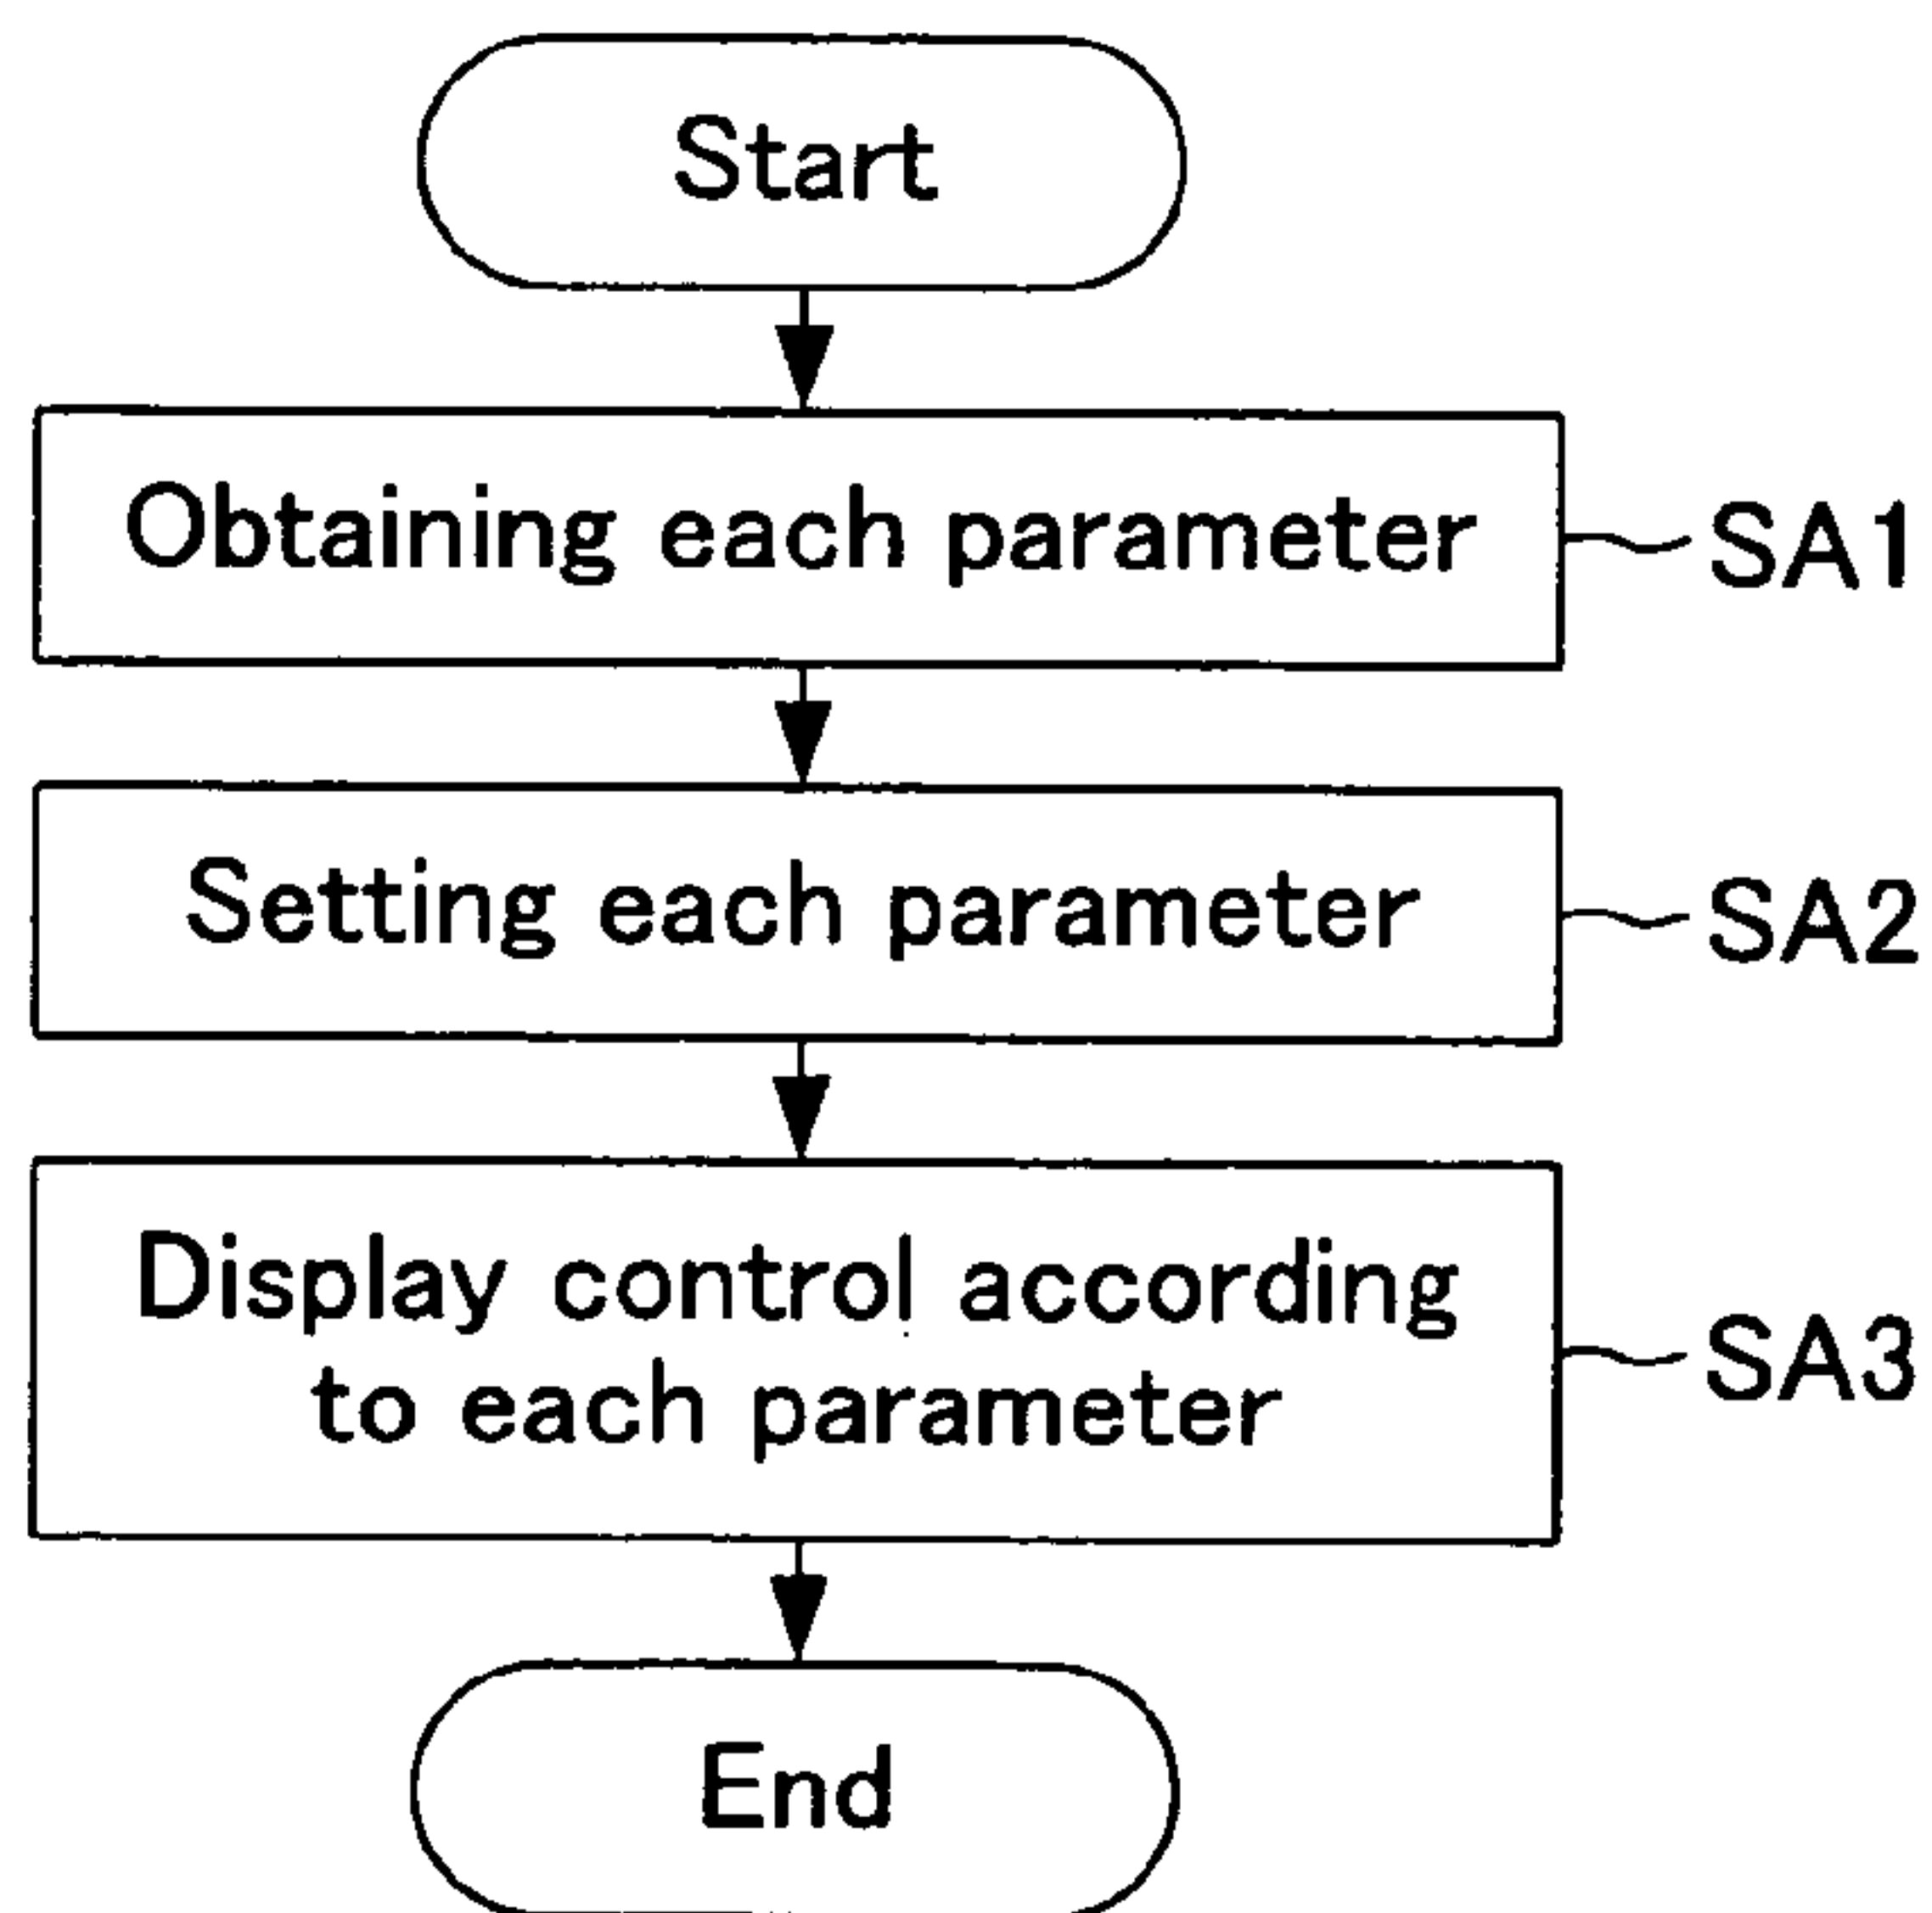 Start
Obtaining each parameter
SA1
Setting each parameter
SA2
Display control according
to each parameter
SA3
End